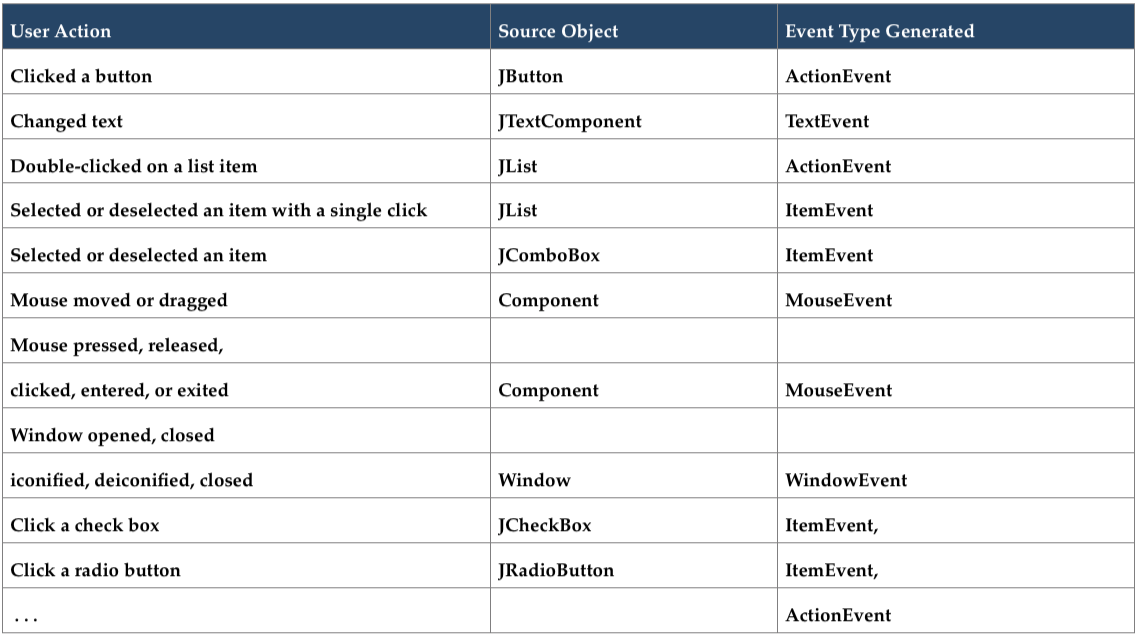 User Action Source Object Event Type Generated
Clicked a button JButton ActionEvent
Changed text JTextComponent TextEvent
Double-clicked on a list item JList ActionEvent
Selected or deselected an item with a single click JList ItemEvent
Selected or deselected an item JComboBox ItemEvent
Mouse moved or dragged Component MouseEvent
Mouse pressed, released,
clicked, entered, or exited Component MouseEvent
Window opened, closed
iconified, deiconified, closed Window WindowEvent
Click a check box JCheckBox ItemEvent,
Click a radio button JRadioButton ItemEvent,
... ActionEvent